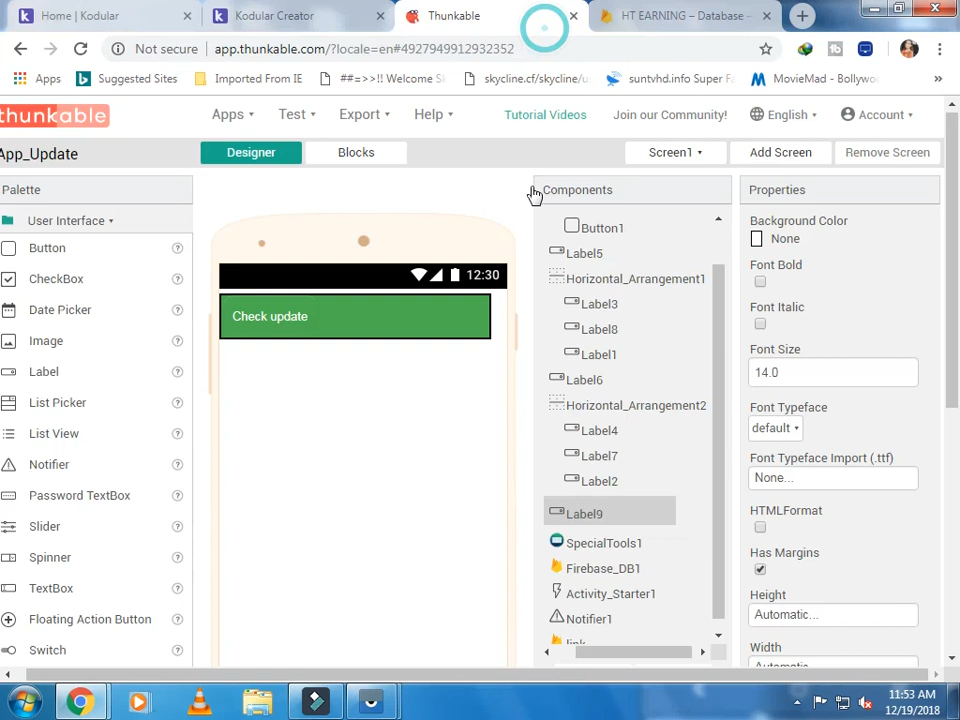 Home | Kodular
Kodular Creator
Thunkable
HT EARNING – Database -
Not secure
app.thunkable.com/?locale=en#4927949912932352
Apps
Suggested Sites
Imported From IE
##=>>!! Welcome S
skycline.cf/skycline/u
suntvhd.info Super F
MovieMad - Bollyw
»
thunkable
Apps
Test
Export
Help
Tutorial Videos
Join our Community!
English
Account
App_Update
Designer
Blocks
Screen1
Add Screen
Remove Screen
Palette
User Interface
Button
CheckBox
Date Picker
Image
Label
List Picker
List View
Notifier
Password TextBox
Slider
Spinner
TextBox
Floating Action Button
Switch
12:30
Check update
Components
Button1
Label5
Horizontal_Arrangement1
Label3
Label8
Label1
Label6
Horizontal_Arrangement2
Label4
Label7
Label2
Label9
SpecialTools1
Firebase_DB1
Activity_Starter1
Notifier1
link
Properties
Background Color
None
Font Bold
Font Italic
Font Size
14.0
Font Typeface
default
Font Typeface Import (.ttf)
None...
HTMLFormat
Has Margins
Height
Automatic...
Width
Automatic...
11:53 AM
12/19/2018